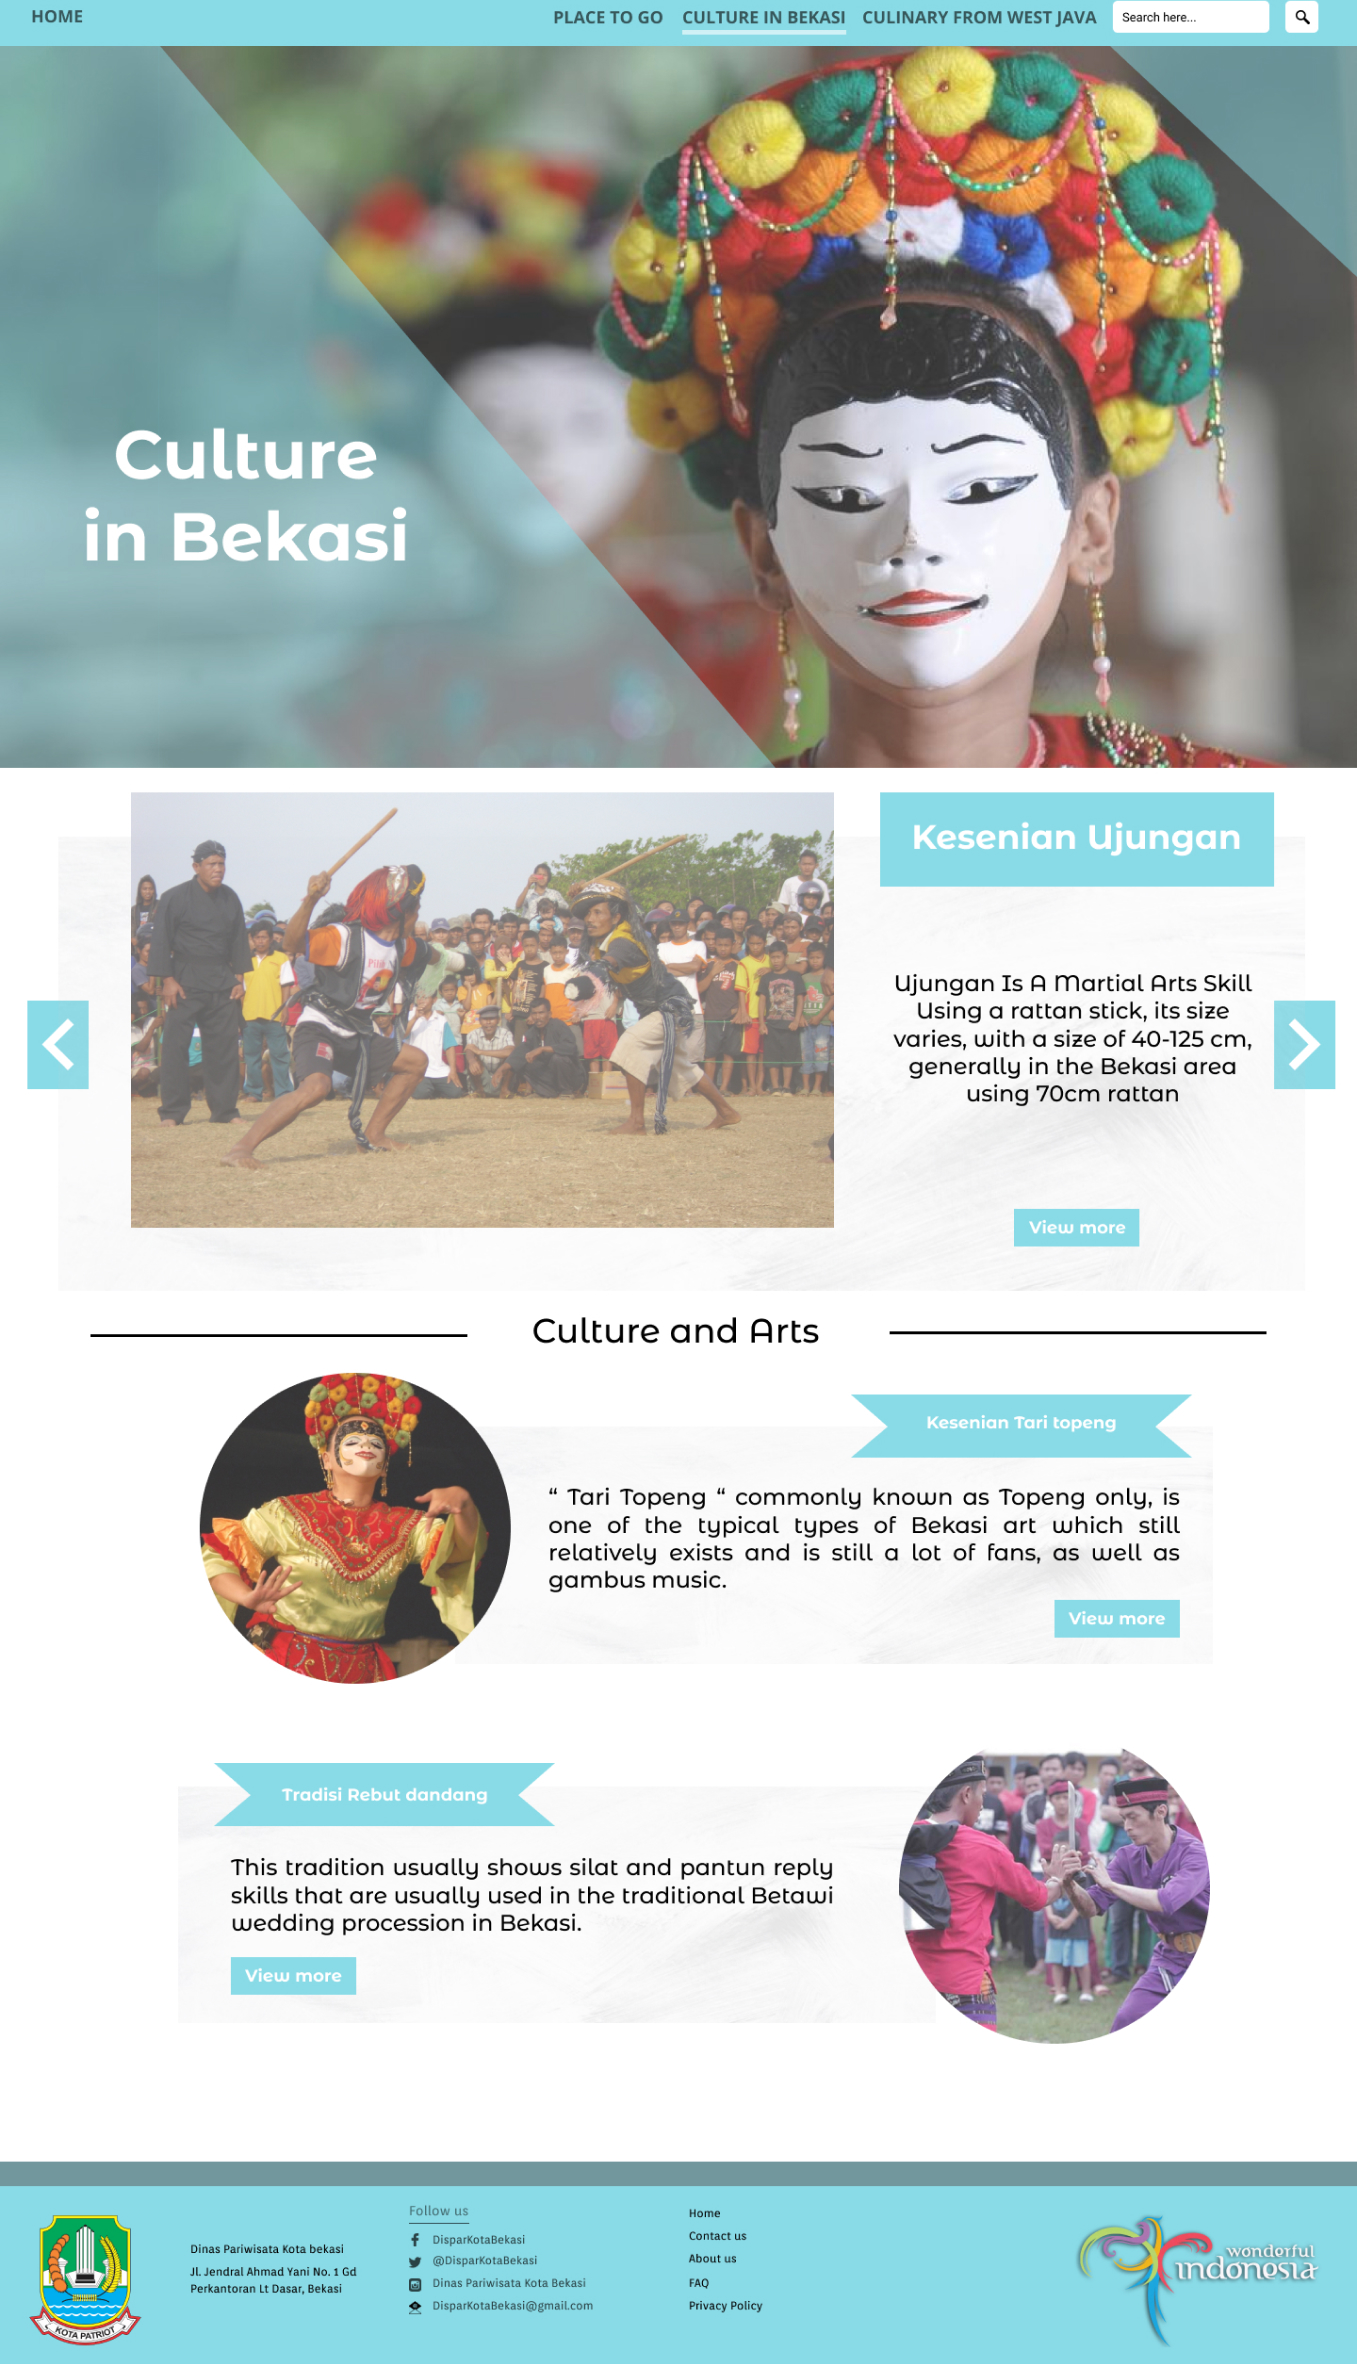 HOME
PLACE TO GO
CULTURE IN BEKASI
CULINARY FROM WEST JAVA
Search here...
Culture
in Bekasi
Kesenian Ujungan
Ujungan Is A Martial Arts Skill
Using a rattan stick, its size
varies, with a size of 40-125 cm,
generally in the Bekasi area
using 70cm rattan
View more
Culture and Arts
Kesenian Tari topeng
“ Tari Topeng “ commonly known as Topeng only, is
one of the typical types of Bekasi art which still
relatively exists and is still a lot of fans, as well as
gambus music.
View more
Tradisi Rebut dandang
This tradition usually shows silat and pantun reply
skills that are usually used in the traditional Betawi
wedding procession in Bekasi.
View more
KOTA PATRIOT
Dinas Pariwisata Kota bekasi
Jl. Jendral Ahmad Yani No. 1 Gd
Perkantoran Lt Dasar, Bekasi
Follow us
DisparKotaBekasi
@DisparKotaBekasi
Dinas Pariwisata Kota Bekasi
DisparKotaBekasi@gmail.com
Home
Contact us
About us
FAQ
Privacy Policy
wonderful
indonesia